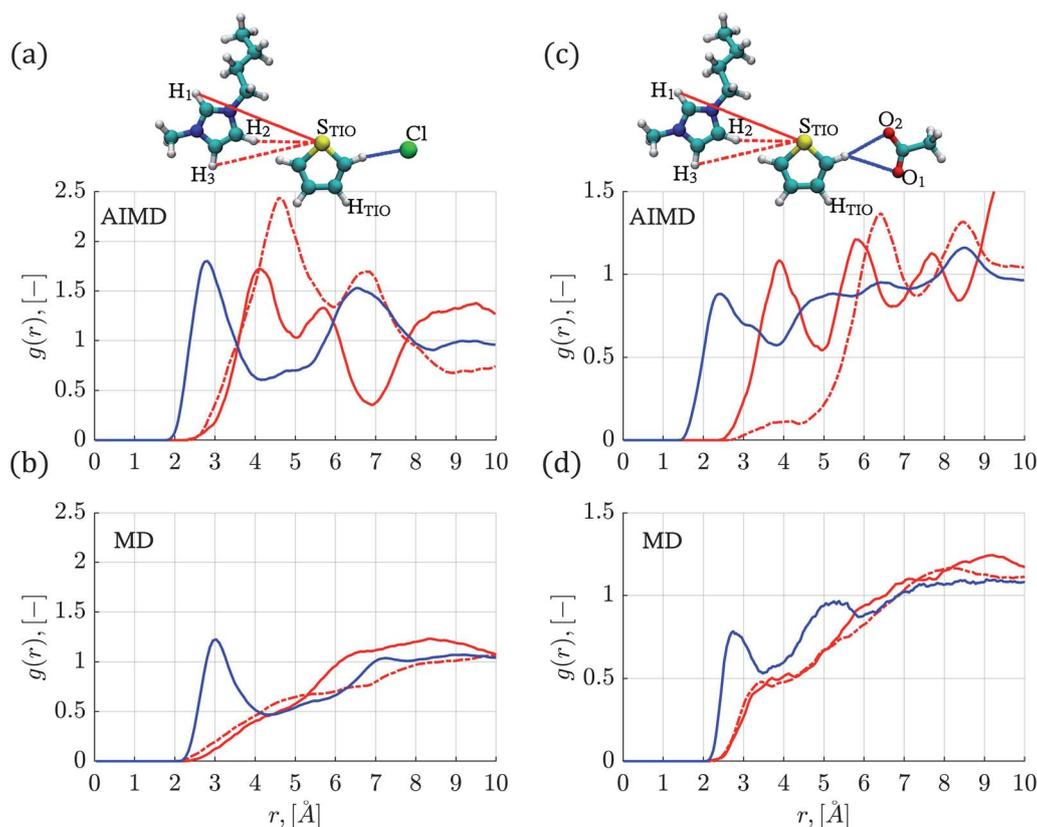 (a)
H₁
H₂
H₃
S_TIO
Cl
H_TIO
AIMD
g(r), [−]
2.5
2
1.5
1
0.5
0
0 1 2 3 4 5 6 7 8 9 10
(c)
H₁
H₂
H₃
S_TIO
O₂
O₁
H_TIO
AIMD
g(r), [−]
1.5
1
0.5
0
0 1 2 3 4 5 6 7 8 9 10
(b)
MD
g(r), [−]
2.5
2
1.5
1
0.5
0
0 1 2 3 4 5 6 7 8 9 10
r, [Å]
(d)
MD
g(r), [−]
1.5
1
0.5
0
0 1 2 3 4 5 6 7 8 9 10
r, [Å]